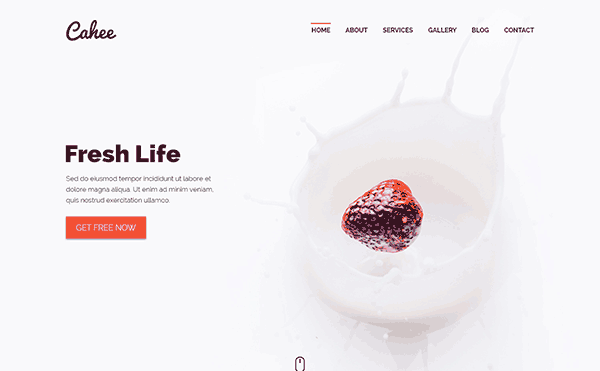 Cahee
HOME ABOUT SERVICES GALLERY BLOG CONTACT
Fresh Life
Sed do eiusmod tempor incididunt ut labore et
dolore magna aliqua. Ut enim ad minim veniam,
quis nostrud exercitation ullamco.
GET FREE NOW